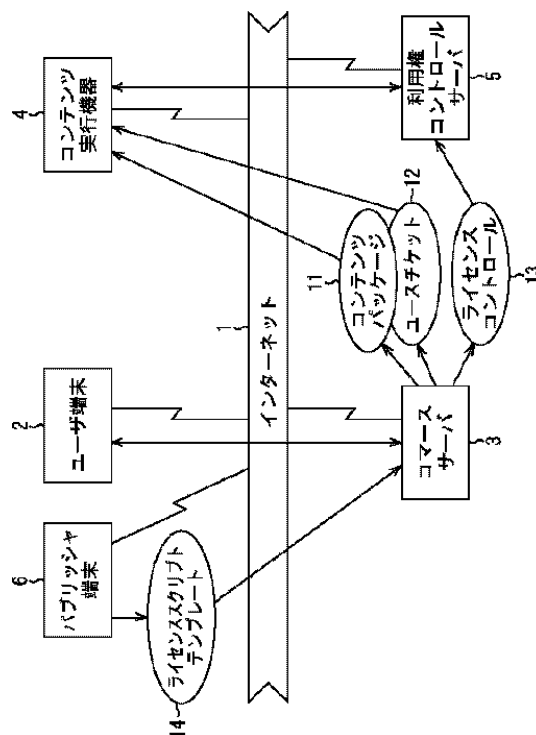 6
パブリッシャ
端末
2
ユーザ端末
4
コンテンツ
実行機器
14
ライセンススクリプト
テンプレート
1
インターネット
11
コンテンツ
パッケージ
12
ユースチケット
3
コマース
サーバ
ライセンス
コントロール
13
利用権
コントロール
サーバ
5